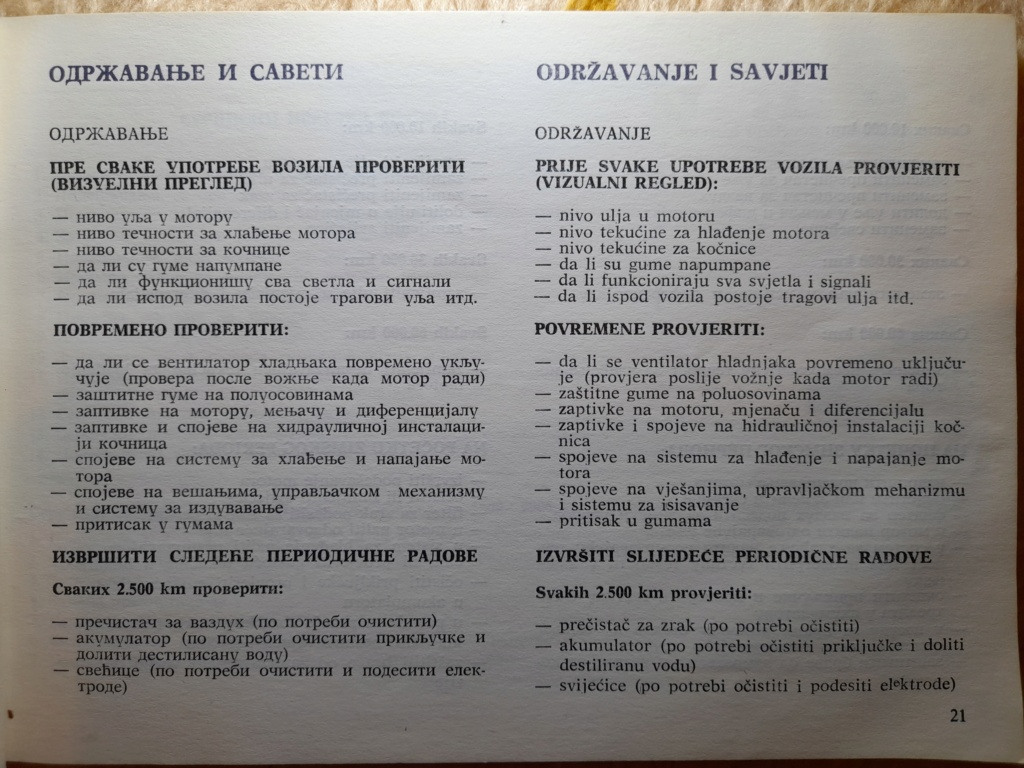 ОДРЖАВАЊЕ И САВЕТИ
ОДРЖАВАЊЕ
ПРЕ СВАКЕ УПОТРЕБЕ ВОЗИЛА ПРОВЕРИТИ
(ВИЗУЕЛНИ ПРЕГЛЕД)
— ниво уља у мотору
— ниво течности за хлађење мотора
— ниво течности за кочнице
— да ли су гуме напумпане
— да ли функционишу сва светла и сигнали
— да ли испод возила постоје трагови уља итд.
ПОВРЕМЕНО ПРОВЕРИТИ:
— да ли се вентилатор хладњака повремено укљу-
чује (провера после вожње када мотор ради)
— заштитне гуме на полуосовинама
— заптивке на мотору, мењачу и диференцијалу
— заптивке и спојеве на хидрауличној инсталаци-
ји кочница
— спојеве на систему за хлађење и напајање мо-
тора
— спојеве на вешањима, управљачком механизму
и систему за издувавање
— притисак у гумама
ИЗВРШИТИ СЛЕДЕЋЕ ПЕРИОДИЧНЕ РАДОВЕ
Сваких 2.500 km проверити:
— пречистач за ваздух (по потреби очистити)
— акумулатор (по потреби очистити прикључке и
долити дестилисану воду)
— свећице (по потреби очистити и подесити елек-
троде)
ODRŽAVANJE I SAVJETI
ODRŽAVANJE
PRIJE SVAKE UPOTREBE VOZILA PROVJERITI
(VIZUALNI REGLED):
— nivo ulja u motoru
— nivo tekućine za hlađenje motora
— nivo tekućine za kočnice
— da li su gume napumpane
— da li funkcioniraju sva svjetla i signali
— da li ispod vozila postoje tragovi ulja itd.
POVREMENE PROVJERITI:
— da li se ventilator hladnjaka povremeno uključu-
je (provjera poslije vožnje kada motor radi)
— zaštitne gume na poluosovinama
— zaptivke na motoru, mjenaču i diferencijalu
— zaptivke i spojeve na hidrauličnoj instalaciji koč-
nica
— spojeve na sistemu za hlađenje i napajanje mo-
tora
— spojeve na vješanjima, upravljačkom mehanizmu
i sistemu za isisavanje
— pritisak u gumama
IZVRŠITI SLIJEDEĆE PERIODIČNE RADOVE
Svakih 2.500 km provjeriti:
— prečistač za zrak (po potrebi očistiti)
— akumulator (po potrebi očistiti priključke i doliti
destiliranu vodu)
— svijećice (po potrebi očistiti i podesiti elektrode)
21